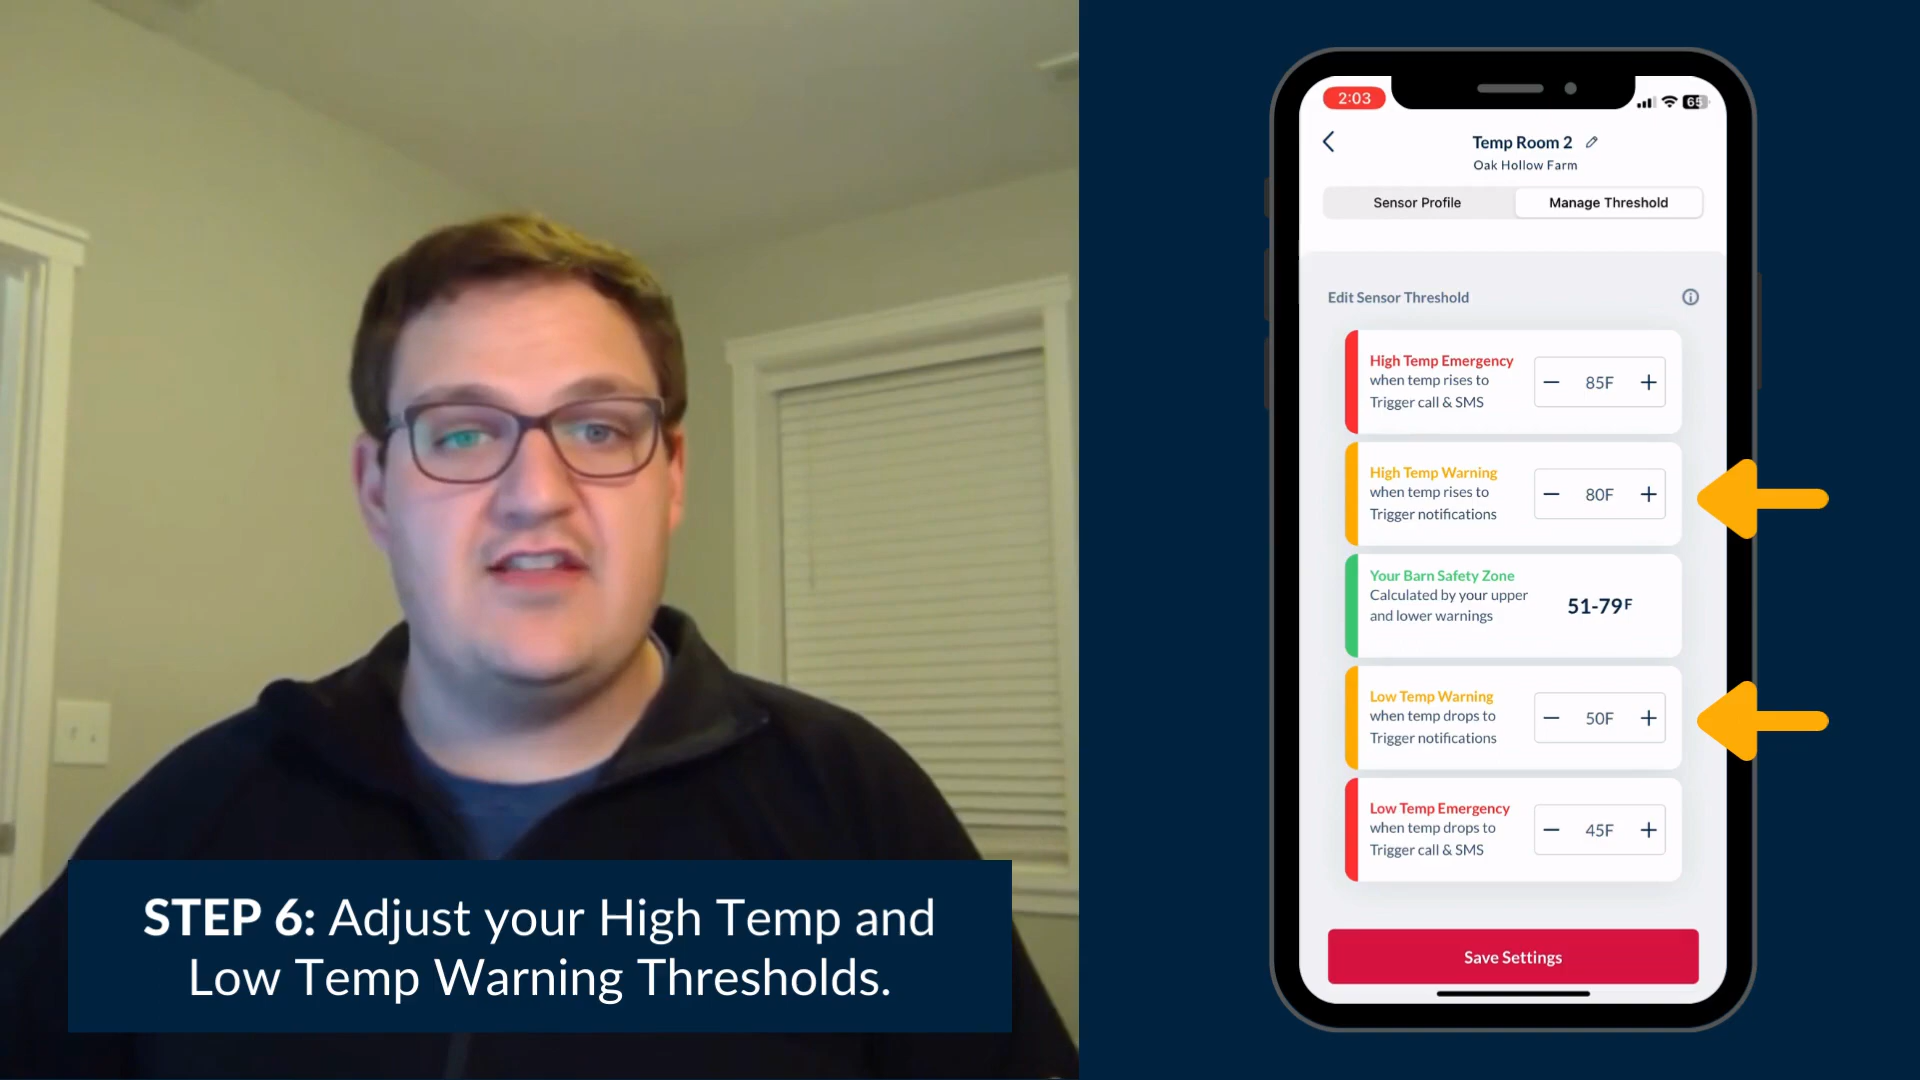 STEP 6: Adjust your High Temp and
Low Temp Warning Thresholds.
2:03
65
Temp Room 2
Oak Hollow Farm
Sensor Profile
Manage Threshold
Edit Sensor Threshold
High Temp Emergency
when temp rises to
Trigger call & SMS
85F
High Temp Warning
when temp rises to
Trigger notifications
80F
Your Barn Safety Zone
Calculated by your upper
and lower warnings
51-79F
Low Temp Warning
when temp drops to
Trigger notifications
50F
Low Temp Emergency
when temp drops to
Trigger call & SMS
45F
Save Settings